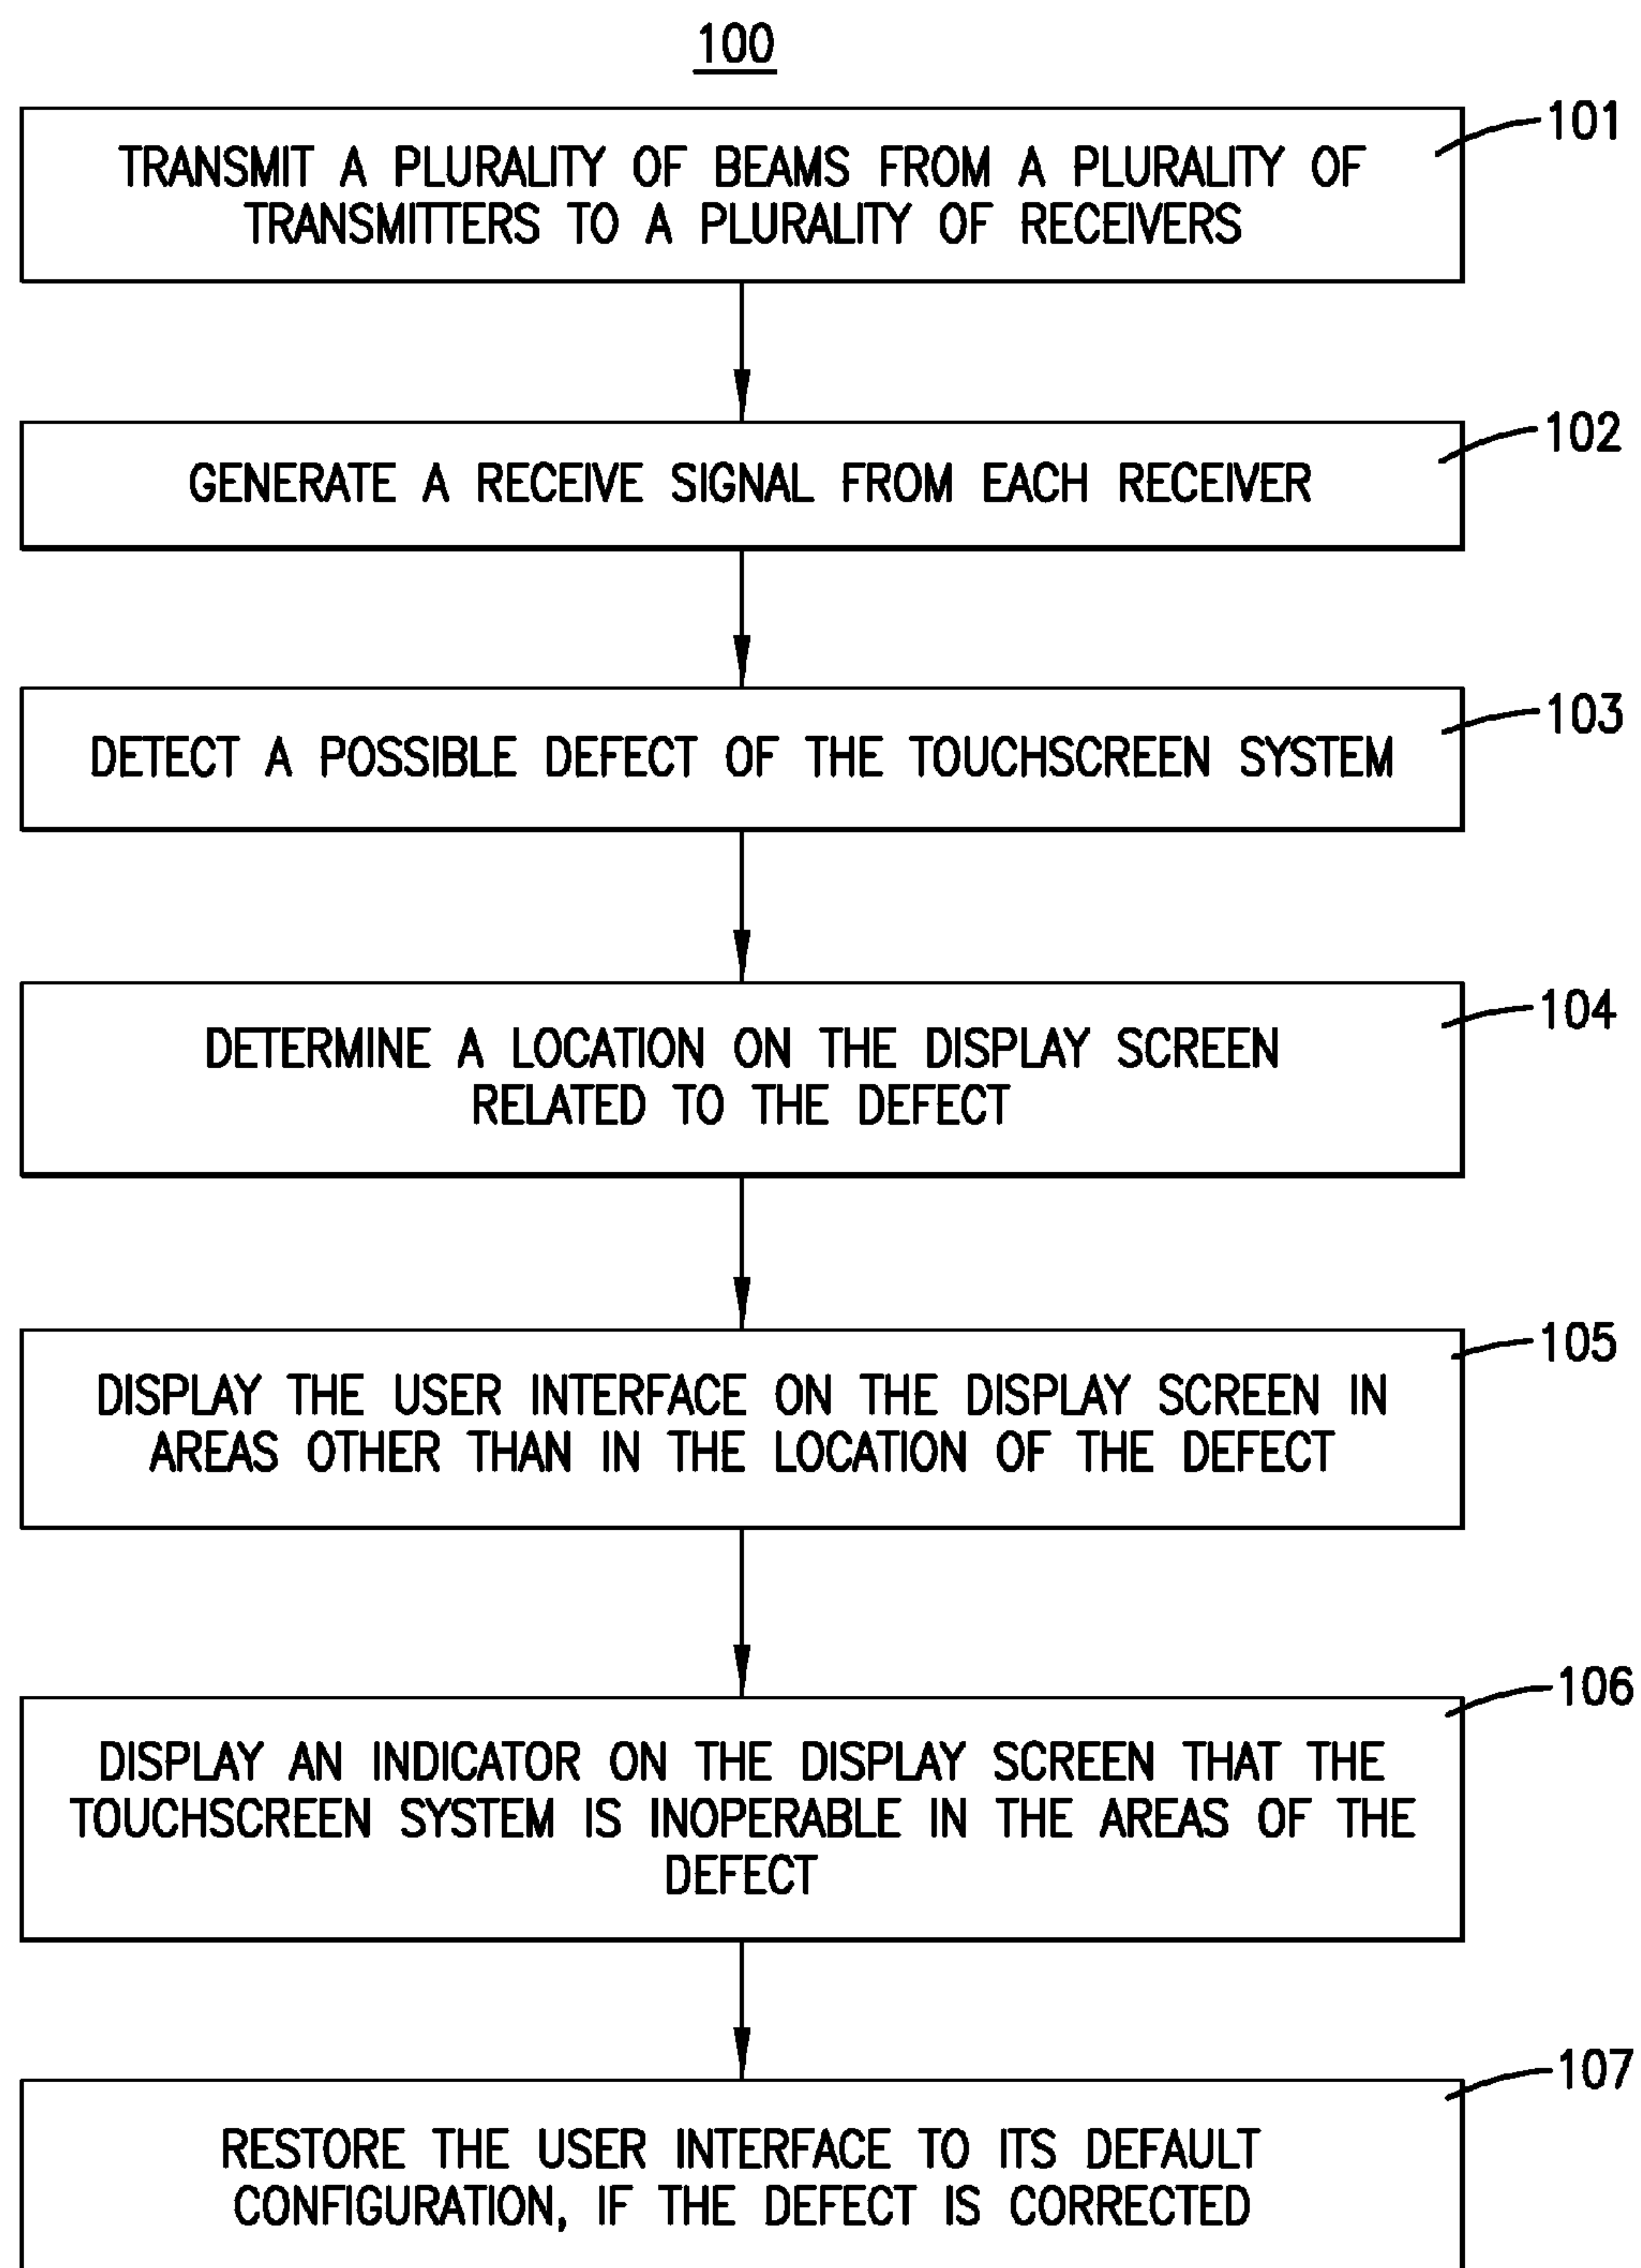 100
101
TRANSMIT A PLURALITY OF BEAMS FROM A PLURALITY OF
TRANSMITTERS TO A PLURALITY OF RECEIVERS
102
GENERATE A RECEIVE SIGNAL FROM EACH RECEIVER
103
DETECT A POSSIBLE DEFECT OF THE TOUCHSCREEN SYSTEM
104
DETERMINE A LOCATION ON THE DISPLAY SCREEN
RELATED TO THE DEFECT
105
DISPLAY THE USER INTERFACE ON THE DISPLAY SCREEN IN
AREAS OTHER THAN IN THE LOCATION OF THE DEFECT
106
DISPLAY AN INDICATOR ON THE DISPLAY SCREEN THAT THE
TOUCHSCREEN SYSTEM IS INOPERABLE IN THE AREAS OF THE
DEFECT
107
RESTORE THE USER INTERFACE TO ITS DEFAULT
CONFIGURATION, IF THE DEFECT IS CORRECTED